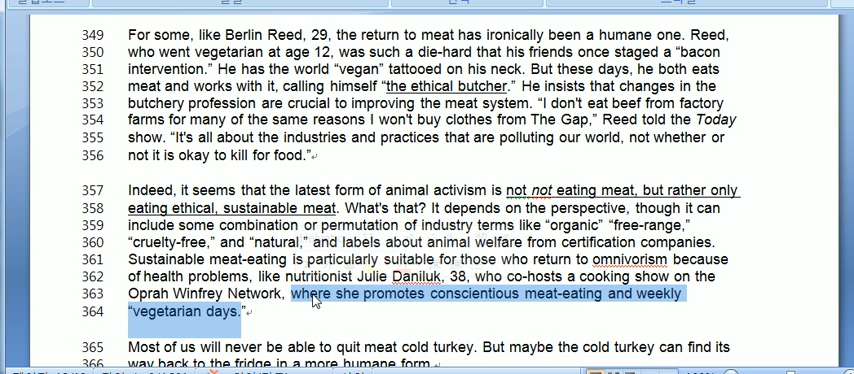 349 For some, like Berlin Reed, 29, the return to meat has ironically been a humane one. Reed,
350 who went vegetarian at age 12, was such a die-hard that his friends once staged a “bacon
351 intervention.” He has the world “vegan” tattooed on his neck. But these days, he both eats
352 meat and works with it, calling himself “the ethical butcher.” He insists that changes in the
353 butchery profession are crucial to improving the meat system. “I don't eat beef from factory
354 farms for many of the same reasons I won't buy clothes from The Gap,” Reed told the Today
355 show. “It's all about the industries and practices that are polluting our world, not whether or
356 not it is okay to kill for food.”
357 Indeed, it seems that the latest form of animal activism is not not eating meat, but rather only
358 eating ethical, sustainable meat. What's that? It depends on the perspective, though it can
359 include some combination or permutation of industry terms like “organic” “free-range,”
360 “cruelty-free,” and “natural,” and labels about animal welfare from certification companies.
361 Sustainable meat-eating is particularly suitable for those who return to omnivorism because
362 of health problems, like nutritionist Julie Daniluk, 38, who co-hosts a cooking show on the
363 Oprah Winfrey Network, where she promotes conscientious meat-eating and weekly
364 “vegetarian days.”
365 Most of us will never be able to quit meat cold turkey. But maybe the cold turkey can find its
366 way back to the fridge in a more humane form.